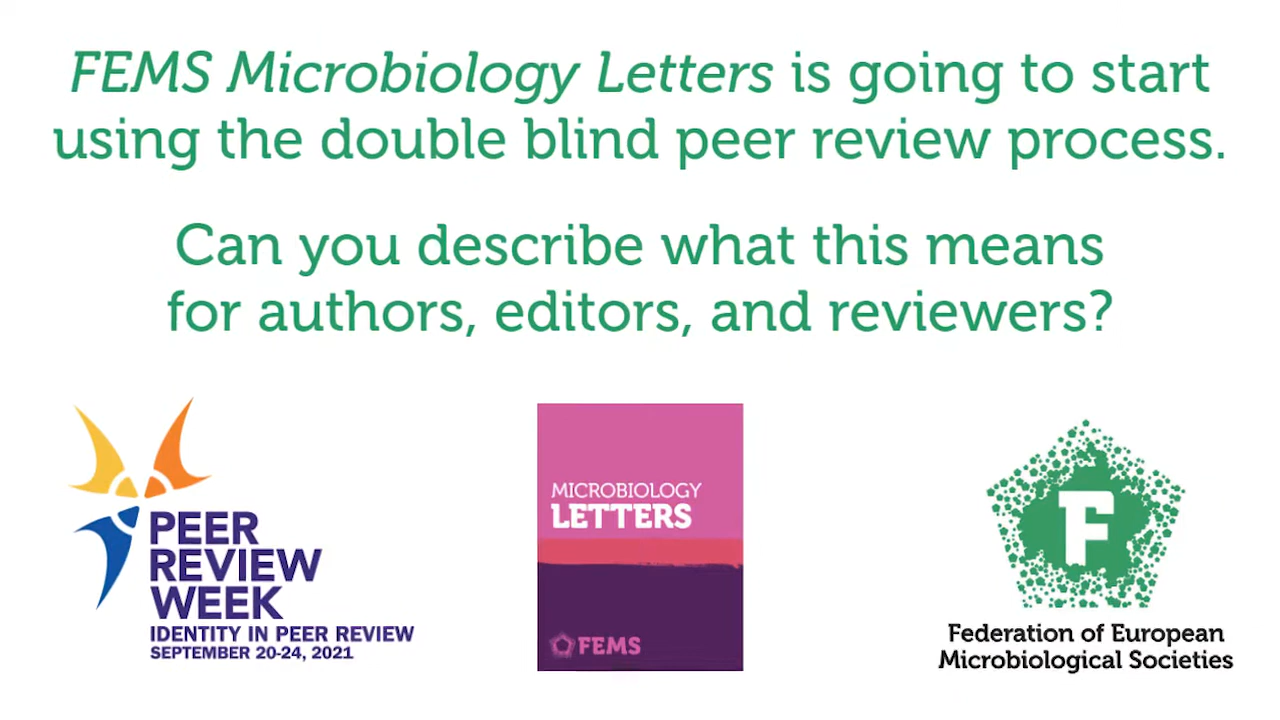 FEMS Microbiology Letters is going to start
using the double blind peer review process.
Can you describe what this means
for authors, editors, and reviewers?
PEER
REVIEW
WEEK
IDENTITY IN PEER REVIEW
SEPTEMBER 20-24, 2021
MICROBIOLOGY
LETTERS
FEMS
F
Federation of European
Microbiological Societies